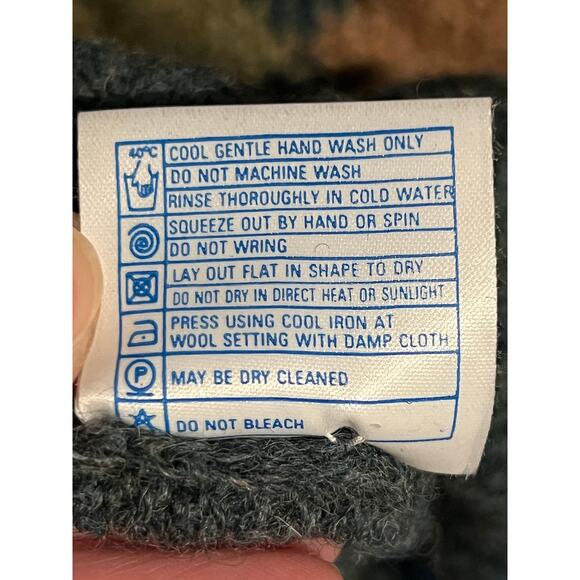 40°C
COOL GENTLE HAND WASH ONLY
DO NOT MACHINE WASH
RINSE THOROUGHLY IN COLD WATER
SQUEEZE OUT BY HAND OR SPIN
DO NOT WRING
LAY OUT FLAT IN SHAPE TO DRY
DO NOT DRY IN DIRECT HEAT OR SUNLIGHT
PRESS USING COOL IRON AT
WOOL SETTING WITH DAMP CLOTH
P
MAY BE DRY CLEANED
DO NOT BLEACH